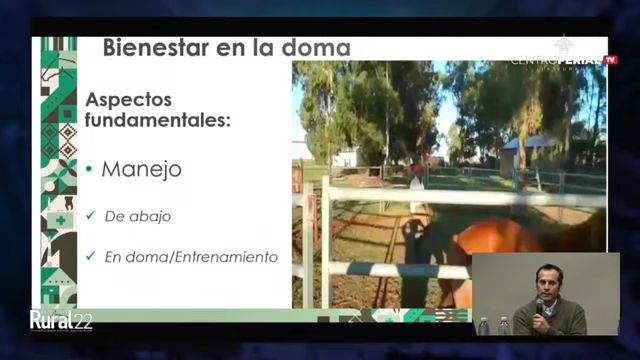 Bienestar en la doma
CENTROFERIAL TV
Aspectos
fundamentales:
• Manejo
✓ De abajo
✓ En doma/Entrenamiento
Rural22